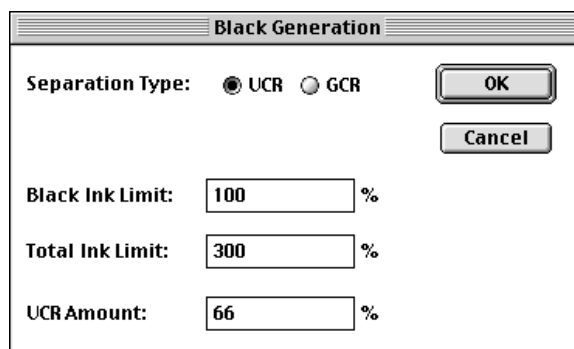 Black Generation
Separation Type: UCR GCR
OK
Cancel
Black Ink Limit: 100 %
Total Ink Limit: 300 %
UCR Amount: 66 %